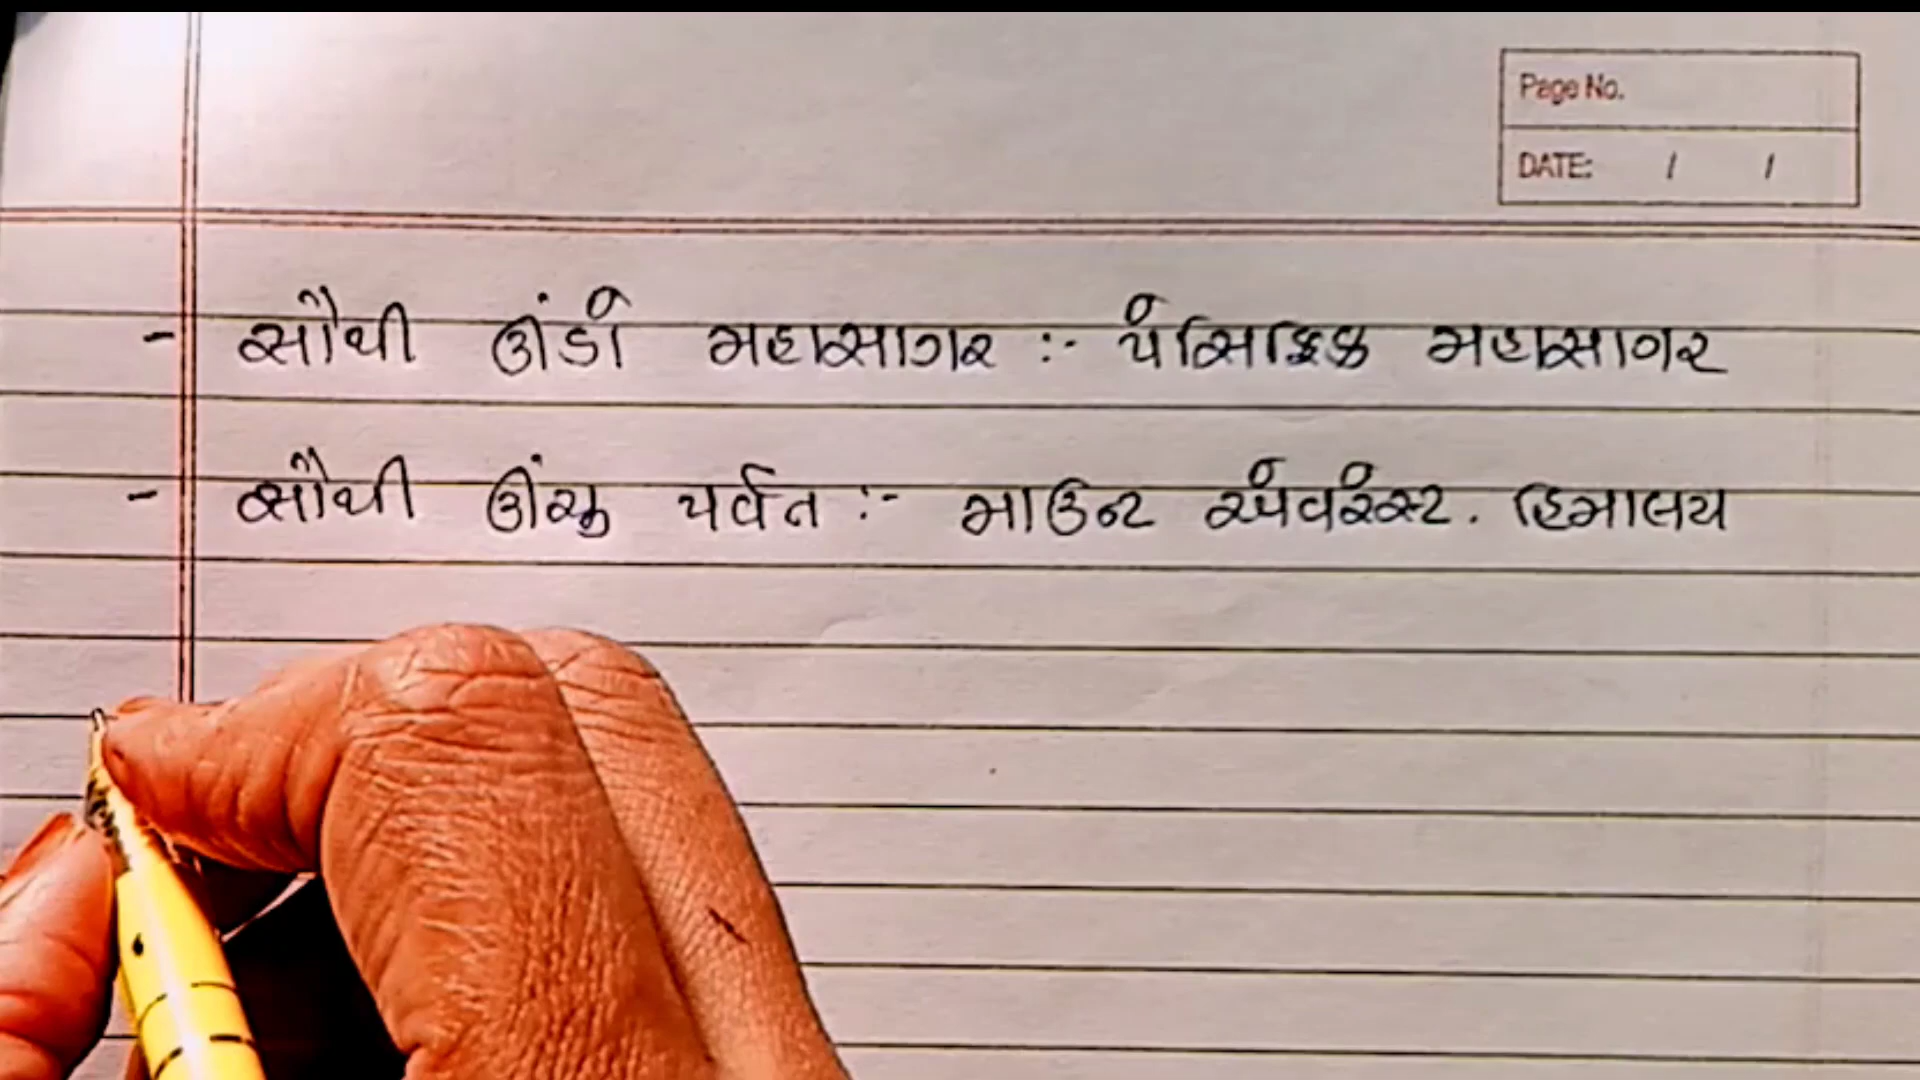 Page No.
DATE: / /
- સૌથી ઊંડો મહાસાગર :- પેસિફિક મહાસાગર
- સૌથી ઊંચુ પર્વત :- માઉન્ટ એવરેસ્ટ. હિમાલય